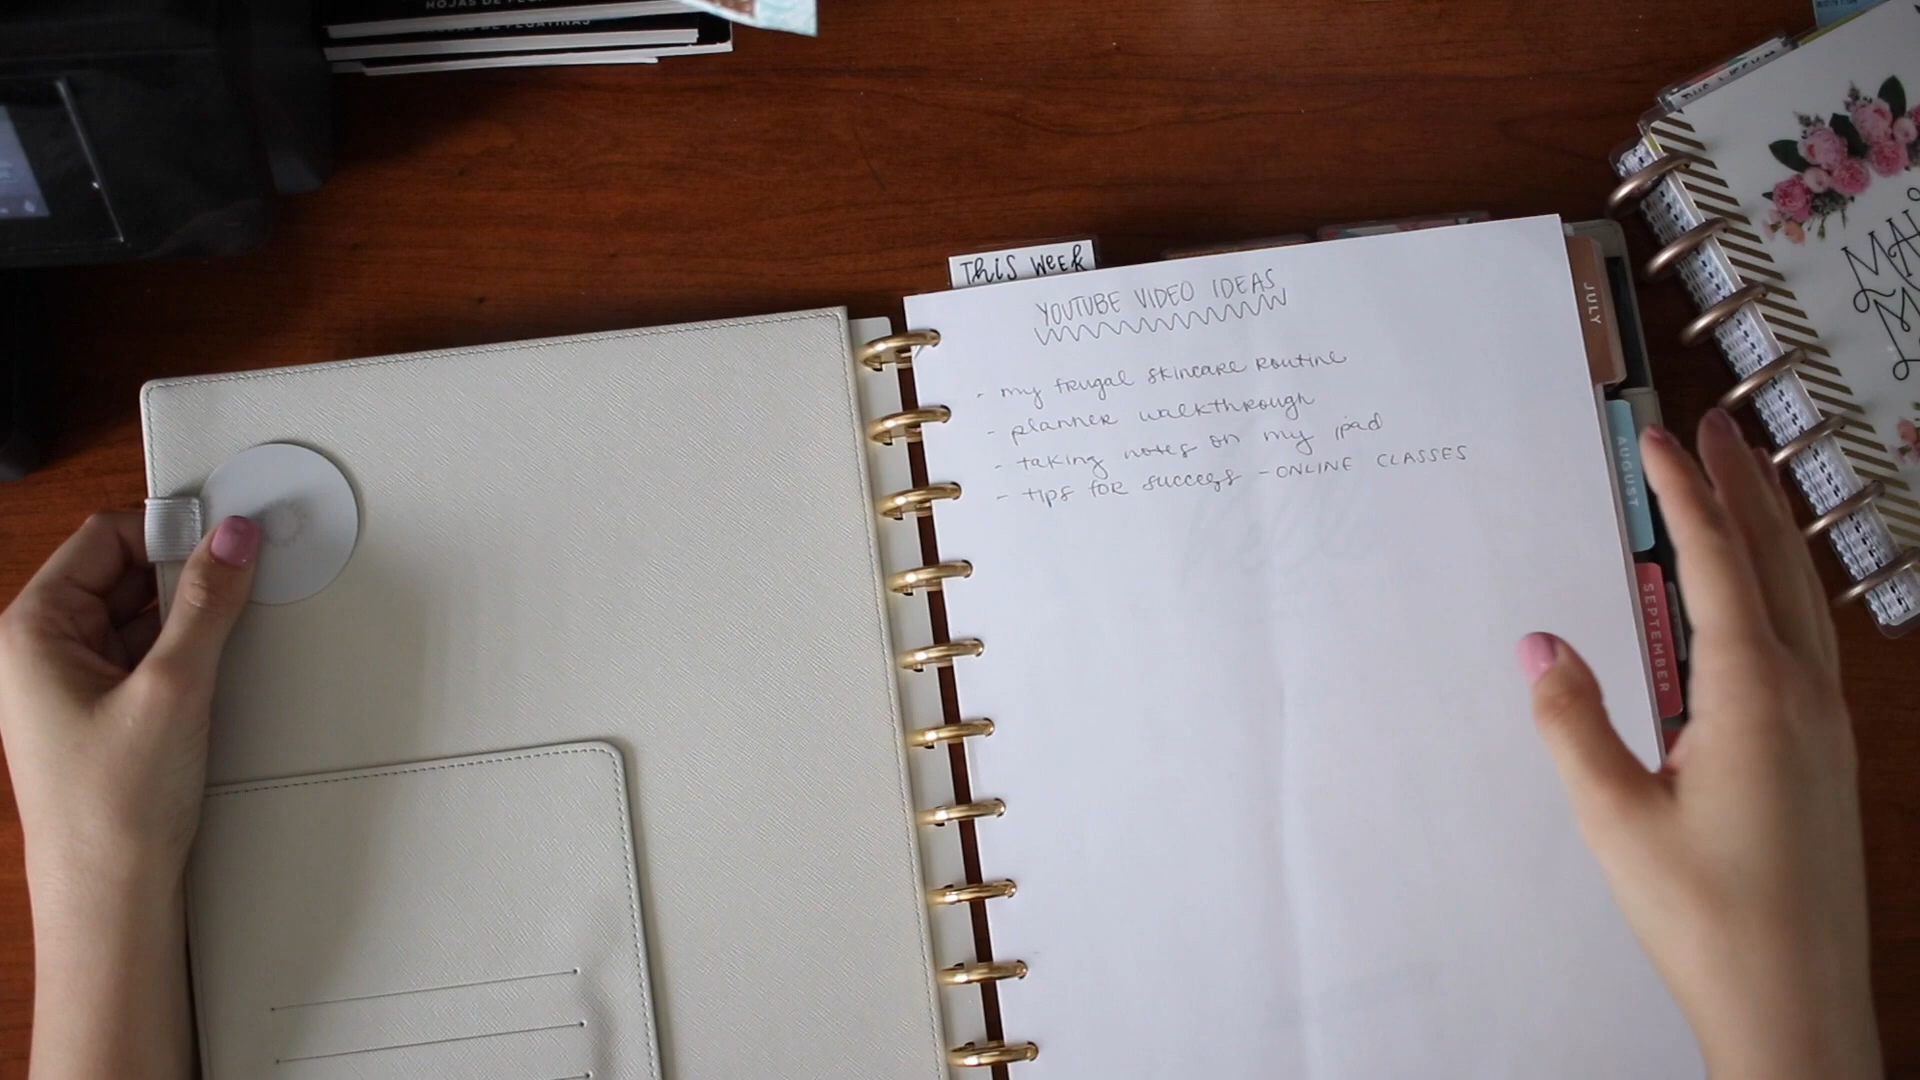 HOJAS DE
This Week
YOUTUBE VIDEO IDEAS
- my frugal skincare routine
- planner walkthrough
- taking notes on my ipad
- tips for success - ONLINE CLASSES
JULY
AUGUST
SEPTEMBER